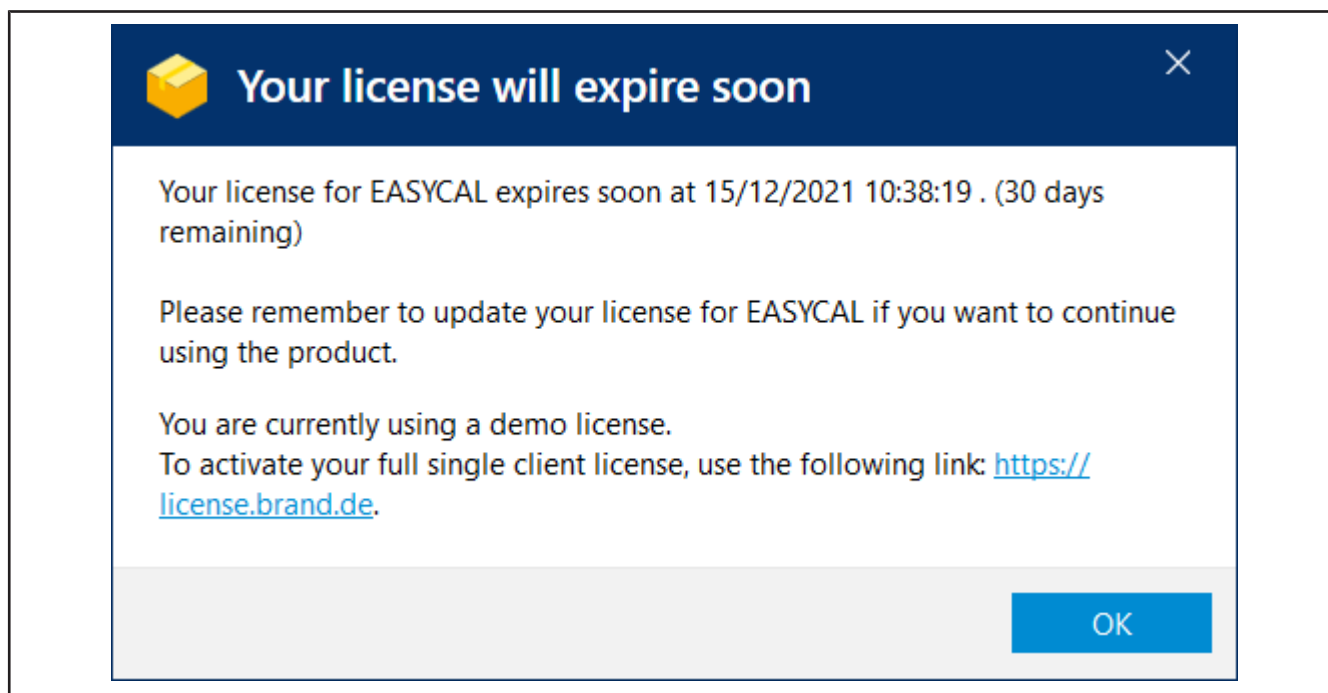 Your license will expire soon
Your license for EASYCAL expires soon at 15/12/2021 10:38:19 . (30 days
remaining)
Please remember to update your license for EASYCAL if you want to continue
using the product.
You are currently using a demo license.
To activate your full single client license, use the following link: https://
license.brand.de.
OK